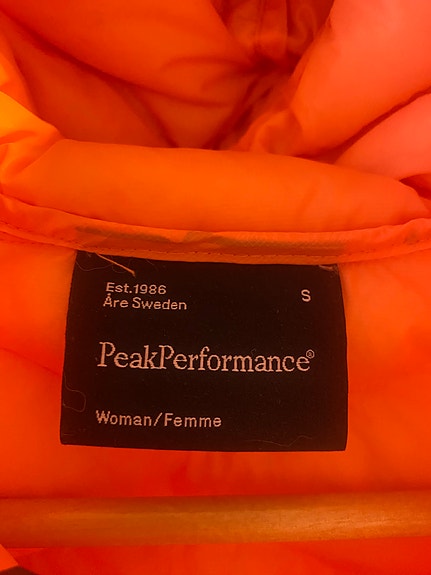 Est.1986
Åre Sweden
S
PeakPerformance®
Woman/Femme